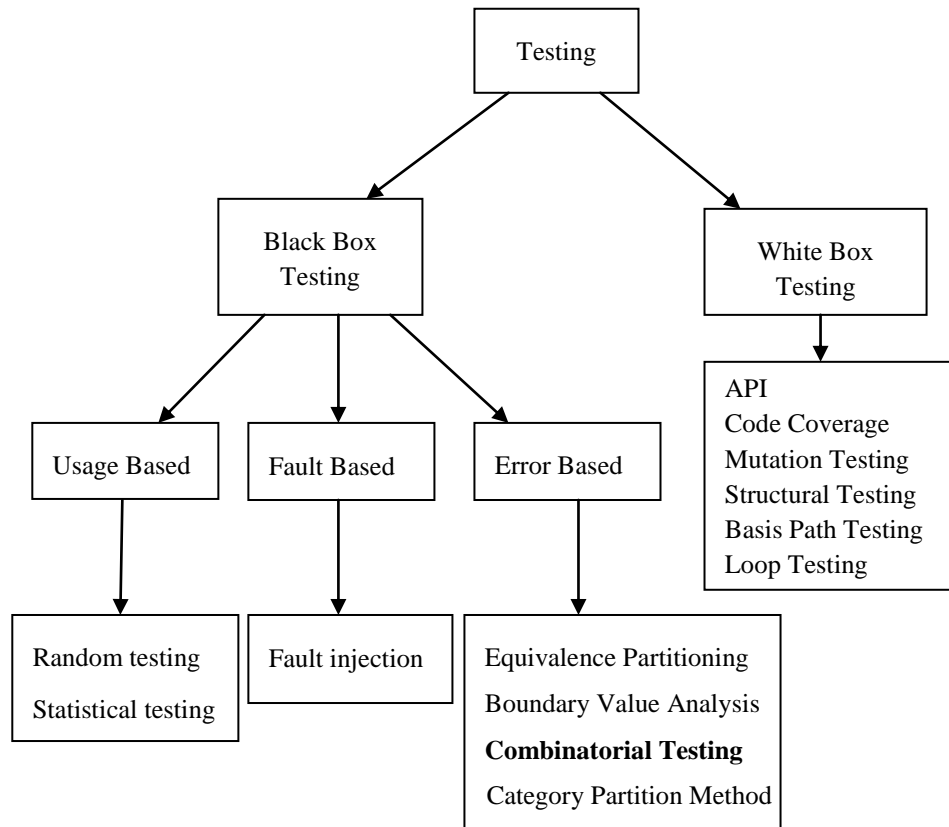 Testing
Black Box
Testing
White Box
Testing
API
Code Coverage
Mutation Testing
Structural Testing
Basis Path Testing
Loop Testing
Usage Based
Fault Based
Error Based
Random testing
Statistical testing
Fault injection
Equivalence Partitioning
Boundary Value Analysis
Combinatorial Testing
Category Partition Method